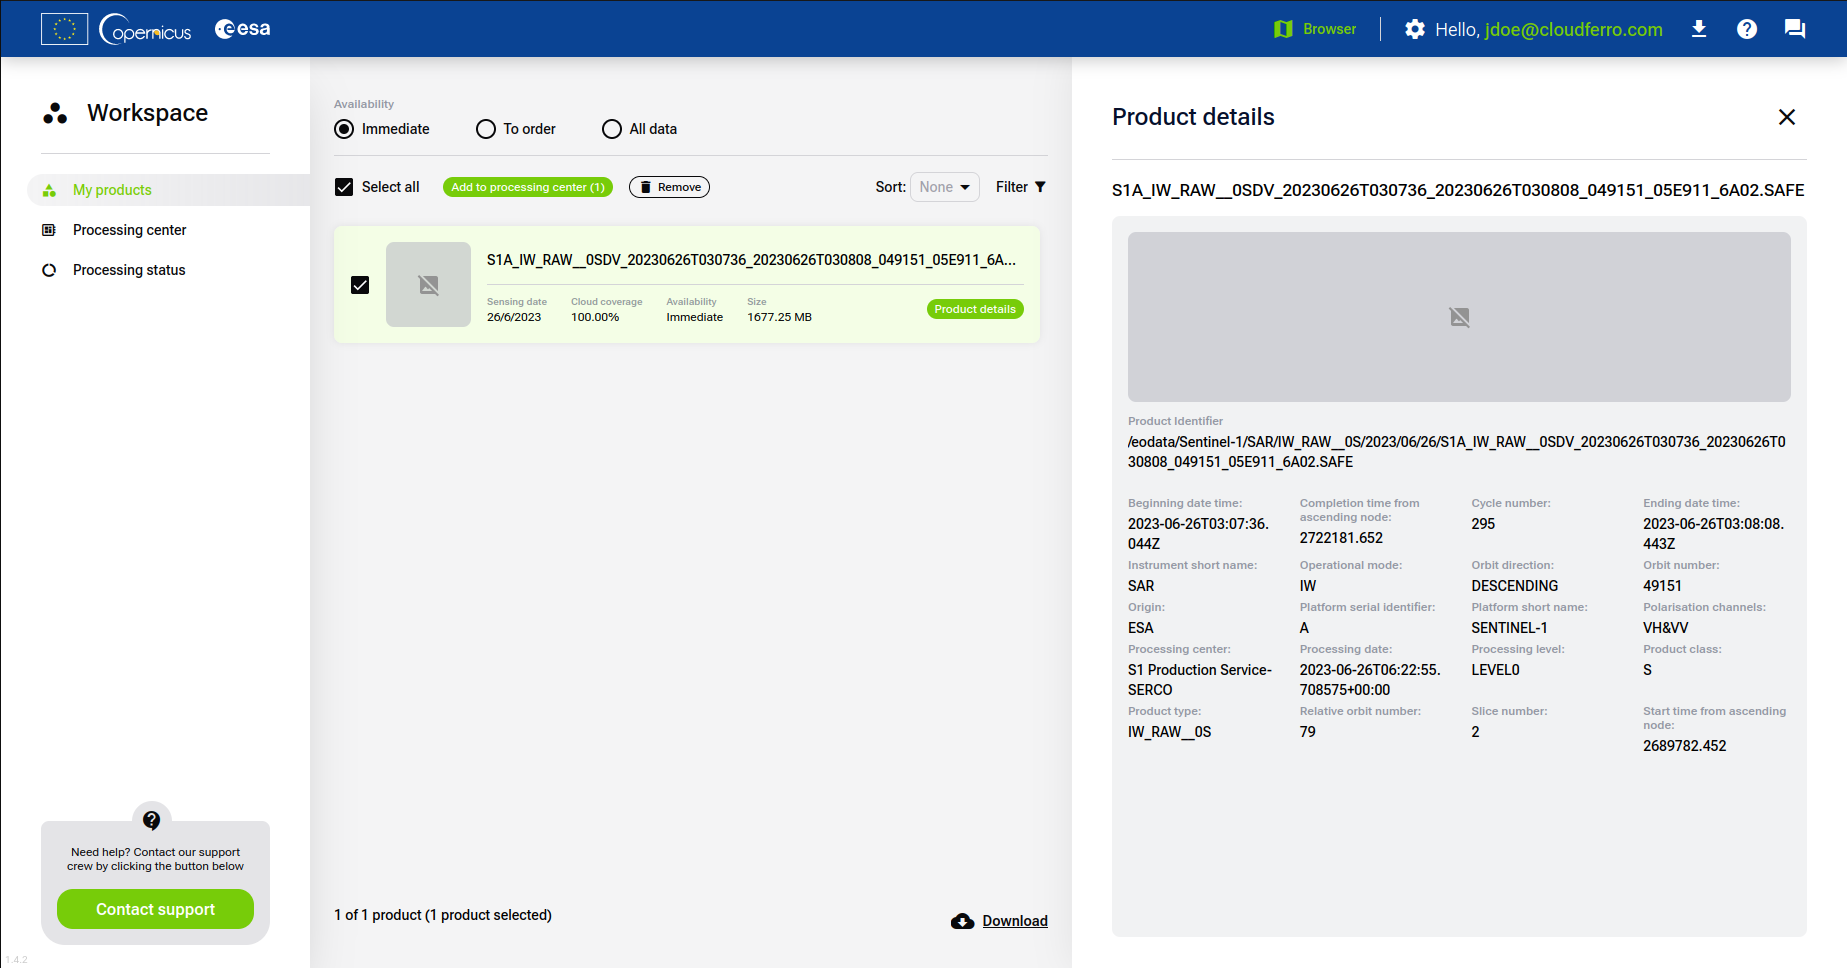 opernicus
esa
Browser
Hello, jdoe@cloudferro.com
Workspace
My products
Processing center
Processing status
Need help? Contact our support
crew by clicking the button below
Contact support
1.4.2
Availability
Immediate
To order
All data
Select all
Add to processing center (1)
Remove
Sort:
None
Filter
S1A_IW_RAW__0SDV_20230626T030736_20230626T030808_049151_05E911_6A...
Sensing date
Cloud coverage
Availability
Size
26/6/2023
100.00%
Immediate
1677.25 MB
Product details
1 of 1 product (1 product selected)
Download
Product details
S1A_IW_RAW__0SDV_20230626T030736_20230626T030808_049151_05E911_6A02.SAFE
Product Identifier
/eodata/Sentinel-1/SAR/IW_RAW__0S/2023/06/26/S1A_IW_RAW__0SDV_20230626T030736_20230626T0
30808_049151_05E911_6A02.SAFE
Beginning date time:
2023-06-26T03:07:36.
044Z
Completion time from
ascending node:
2722181.652
Cycle number:
295
Ending date time:
2023-06-26T03:08:08.
443Z
Instrument short name:
SAR
Operational mode:
IW
Orbit direction:
DESCENDING
Orbit number:
49151
Origin:
ESA
Platform serial identifier:
A
Platform short name:
SENTINEL-1
Polarisation channels:
VH&VV
Processing center:
S1 Production Service-
SERCO
Processing date:
2023-06-26T06:22:55.
708575+00:00
Processing level:
LEVEL0
Product class:
S
Product type:
IW_RAW__0S
Relative orbit number:
79
Slice number:
2
Start time from ascending
node:
2689782.452